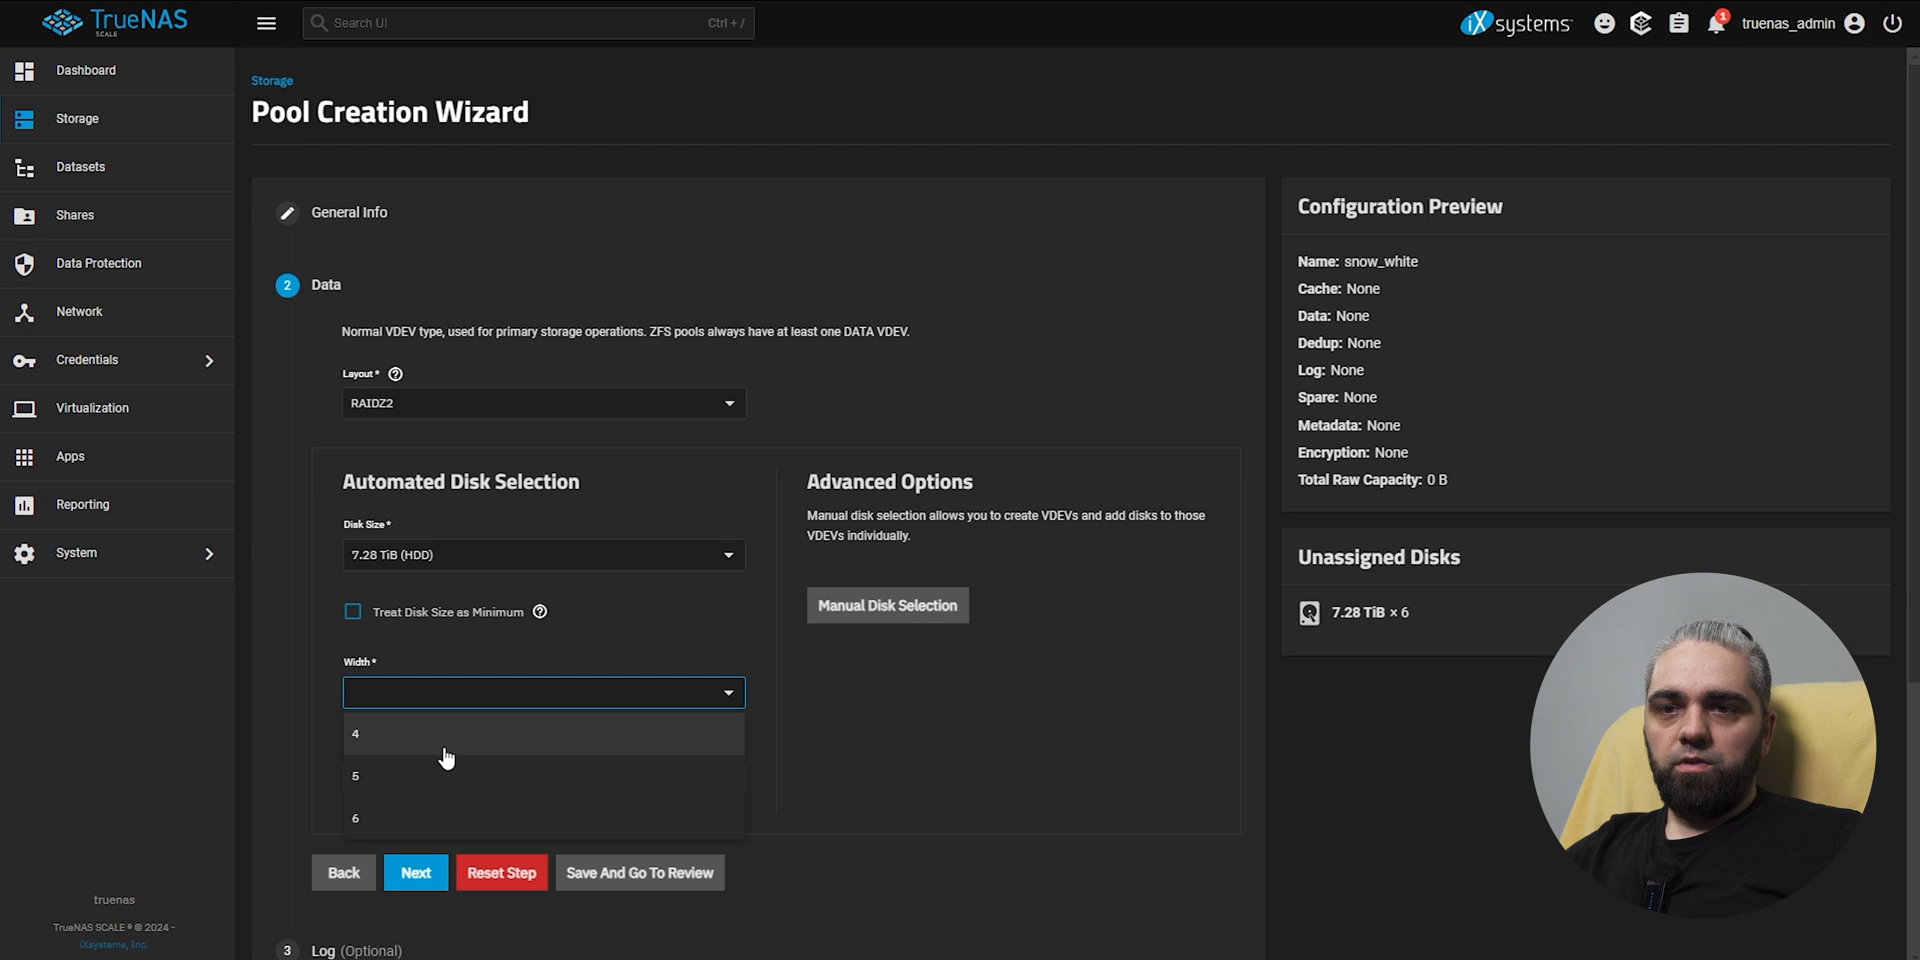 TrueNAS
SCALE
Search UI
Ctrl + /
iX systems
1
truenas_admin
Dashboard
Storage
Datasets
Shares
Data Protection
Network
Credentials
Virtualization
Apps
Reporting
System
truenas
TrueNAS SCALE ® © 2024 -
iXsystems, Inc.
Storage
Pool Creation Wizard
General Info
2 Data
Normal VDEV type, used for primary storage operations. ZFS pools always have at least one DATA VDEV.
Layout *
RAIDZ2
Automated Disk Selection
Disk Size *
7.28 TiB (HDD)
Treat Disk Size as Minimum
Width *
4
5
6
Advanced Options
Manual disk selection allows you to create VDEVs and add disks to those
VDEVs individually.
Manual Disk Selection
Back
Next
Reset Step
Save And Go To Review
3 Log (Optional)
Configuration Preview
Name: snow_white
Cache: None
Data: None
Dedup: None
Log: None
Spare: None
Metadata: None
Encryption: None
Total Raw Capacity: 0 B
Unassigned Disks
7.28 TiB × 6